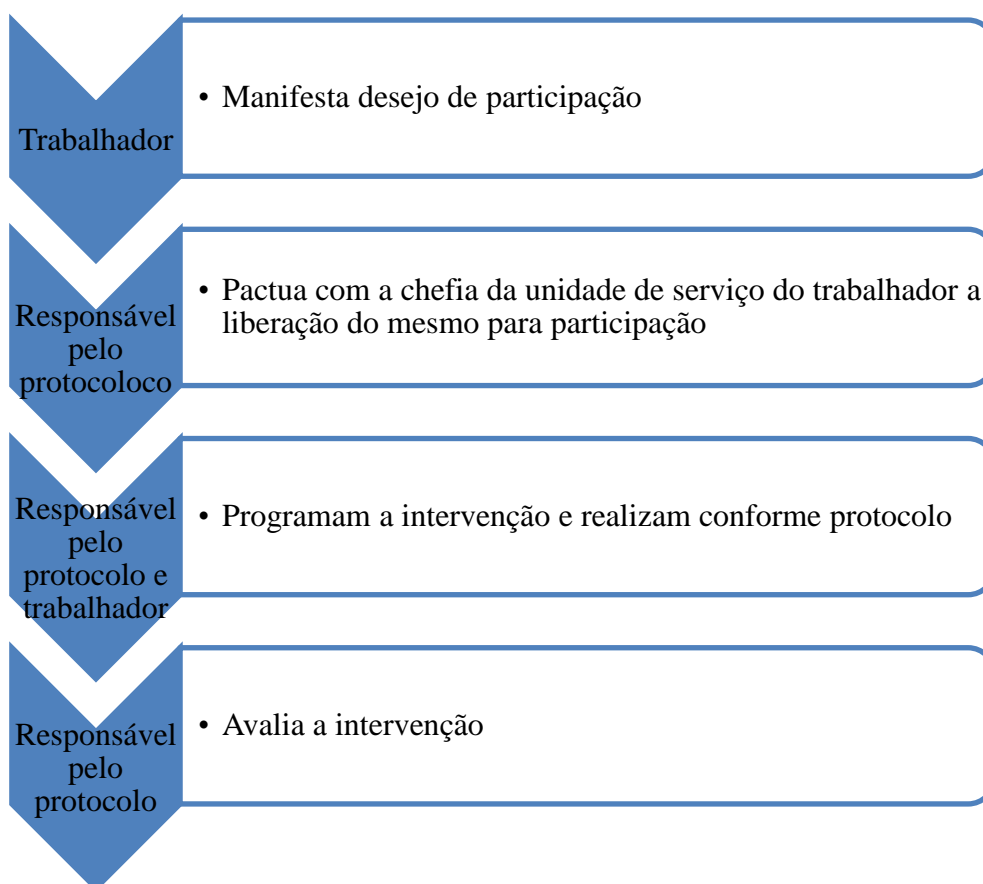 Trabalhador
• Manifesta desejo de participação
Responsável
pelo
protocoloco
• Pactua com a chefia da unidade de serviço do trabalhador a
liberação do mesmo para participação
Responsável
pelo
protocolo e
trabalhador
• Programam a intervenção e realizam conforme protocolo
Responsável
pelo
protocolo
• Avalia a intervenção